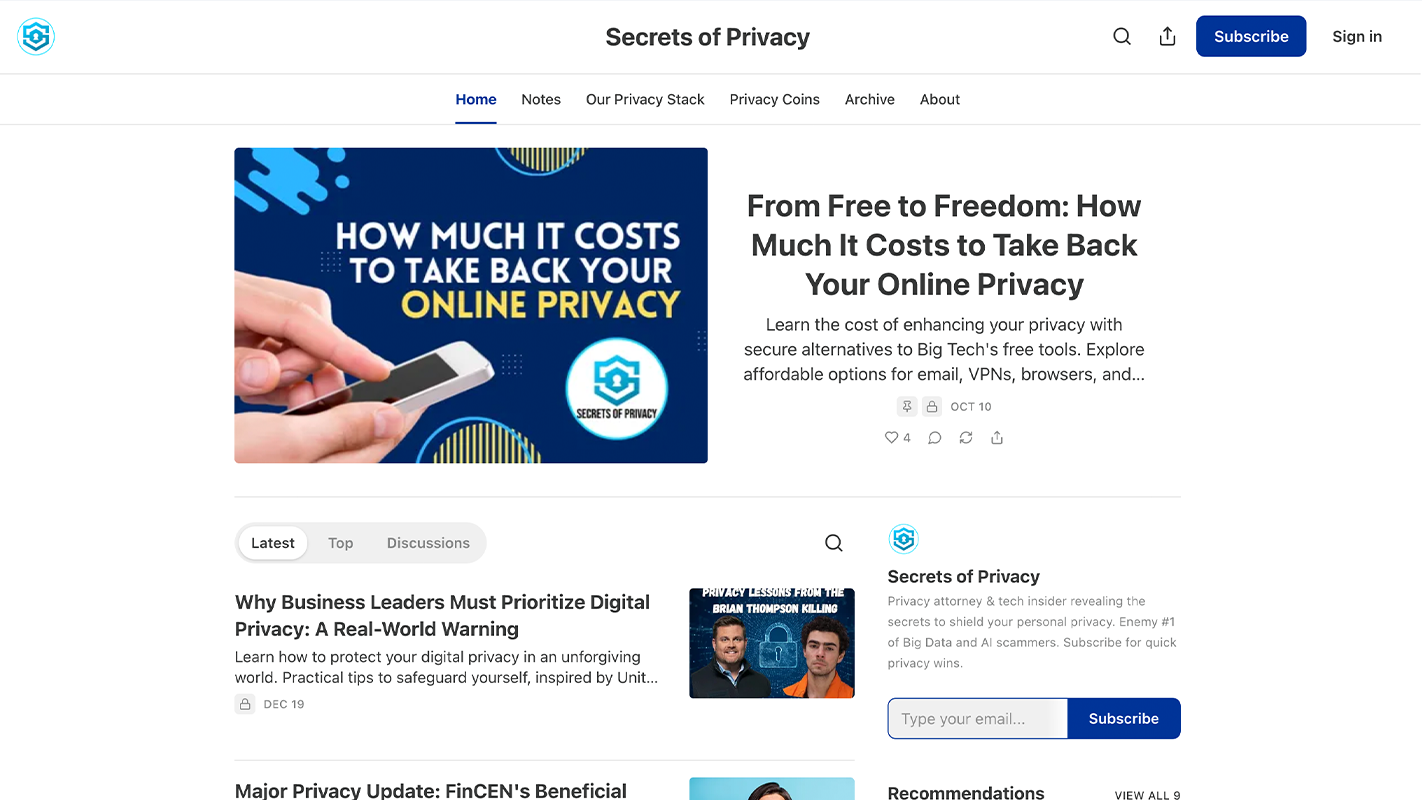 Secrets of Privacy
Subscribe
Sign in
Home
Notes
Our Privacy Stack
Privacy Coins
Archive
About
HOW MUCH IT COSTS
TO TAKE BACK YOUR
ONLINE PRIVACY
SECRETS OF PRIVACY
From Free to Freedom: How
Much It Costs to Take Back
Your Online Privacy
Learn the cost of enhancing your privacy with
secure alternatives to Big Tech's free tools. Explore
affordable options for email, VPNs, browsers, and...
OCT 10
4
Latest
Top
Discussions
Why Business Leaders Must Prioritize Digital
Privacy: A Real-World Warning
Learn how to protect your digital privacy in an unforgiving
world. Practical tips to safeguard yourself, inspired by Unit...
DEC 19
PRIVACY LESSONS FROM THE
BRIAN THOMPSON KILLING
Major Privacy Update: FinCEN's Beneficial
Secrets of Privacy
Privacy attorney & tech insider revealing the
secrets to shield your personal privacy. Enemy #1
of Big Data and AI scammers. Subscribe for quick
privacy wins.
Type your email...
Subscribe
Recommendations
VIEW ALL 9